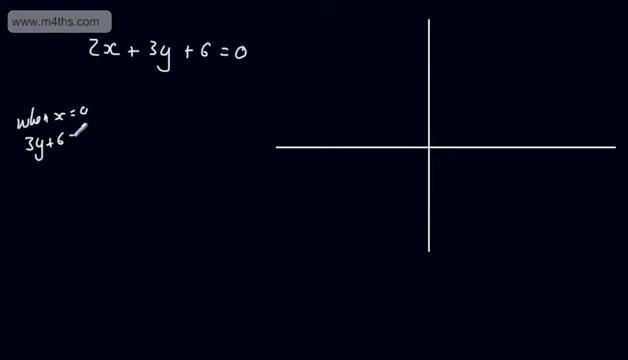 www.m4ths.com
2x + 3y + 6 = 0
when x = 0
3y + 6 =